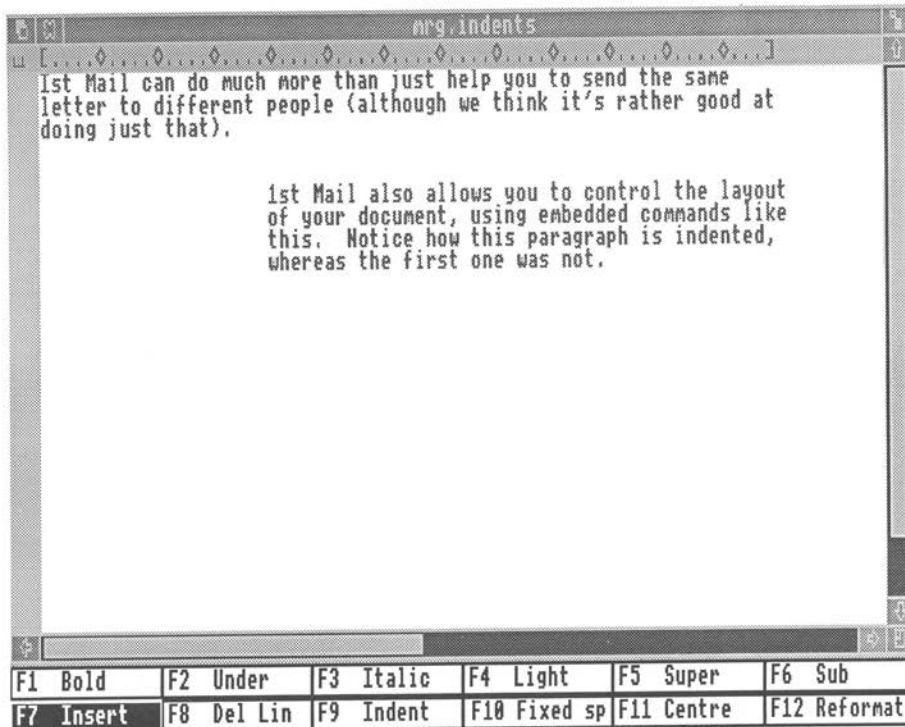 mrg.indents
1st Mail can do much more than just help you to send the same
letter to different people (although we think it's rather good at
doing just that).
1st Mail also allows you to control the layout
of your document, using embedded commands like
this.  Notice how this paragraph is indented,
whereas the first one was not.
F1 Bold F2 Under F3 Italic F4 Light F5 Super F6 Sub
F7 Insert F8 Del Lin F9 Indent F10 Fixed sp F11 Centre F12 Reformat